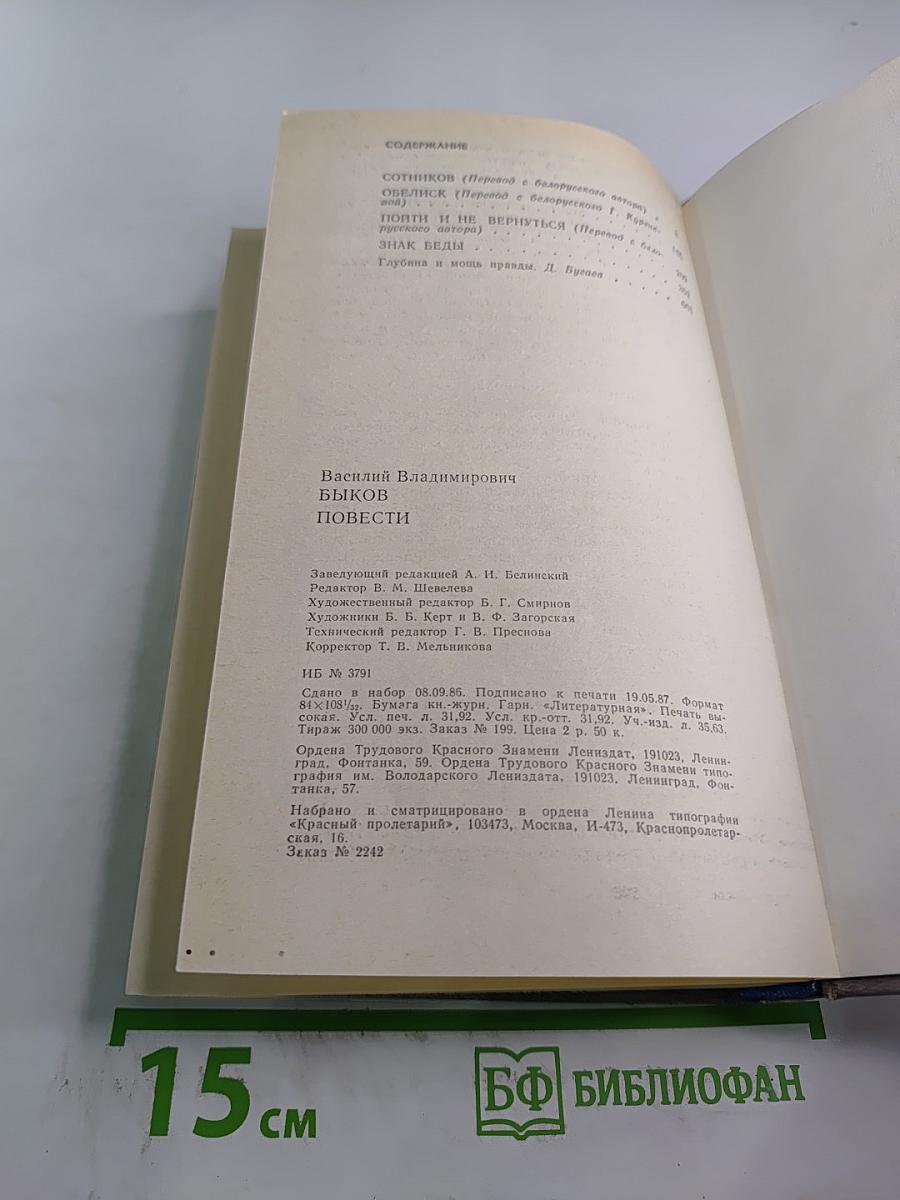 СОДЕРЖАНИЕ
СОТНИКОВ (Перевод с белорусского автора) .
ОБЕЛИСК (Перевод с белорусского Г.
вой) . . . . . . . . . . . . . . . . .
ПОЙТИ И НЕ ВЕРНУТЬСЯ (Перевод с бело-
русского автора) . . . . . . . . . . . . .
ЗНАК БЕДЫ . . . . . . . . . . . . . .
Глубина и мощь правды. Д. Бугаев . . . . . .
Василий Владимирович
БЫКОВ
ПОВЕСТИ
Заведующий редакцией А. И. Белинский
Редактор В. М. Шевелева
Художественный редактор Б. Г. Смирнов
Художники Б. Б. Керт и В. Ф. Загорская
Технический редактор Г. В. Преснова
Корректор Т. В. Мельникова
ИБ № 3791
Сдано в набор 08.09.86. Подписано к печати 19.05.87. Формат
84×108¹/₃₂. Бумага кн.-журн. Гарн. «Литературная». Печать вы-
сокая. Усл. печ. л. 31,92. Усл. кр.-отт. 31,92. Уч.-изд. л. 35,63.
Тираж 300 000 экз. Заказ № 199. Цена 2 р. 50 к.
Ордена Трудового Красного Знамени Лениздат, 191023, Ленин-
град, Фонтанка, 59. Ордена Трудового Красного Знамени типо-
графия им. Володарского Лениздата, 191023, Ленинград, Фон-
танка, 57.
Набрано и сматрицировано в ордена Ленина типографии
«Красный пролетарий», 103473, Москва, И-473, Краснопролетар-
ская, 16.
Заказ № 2242
15 см
БФ БИБЛИОФАН